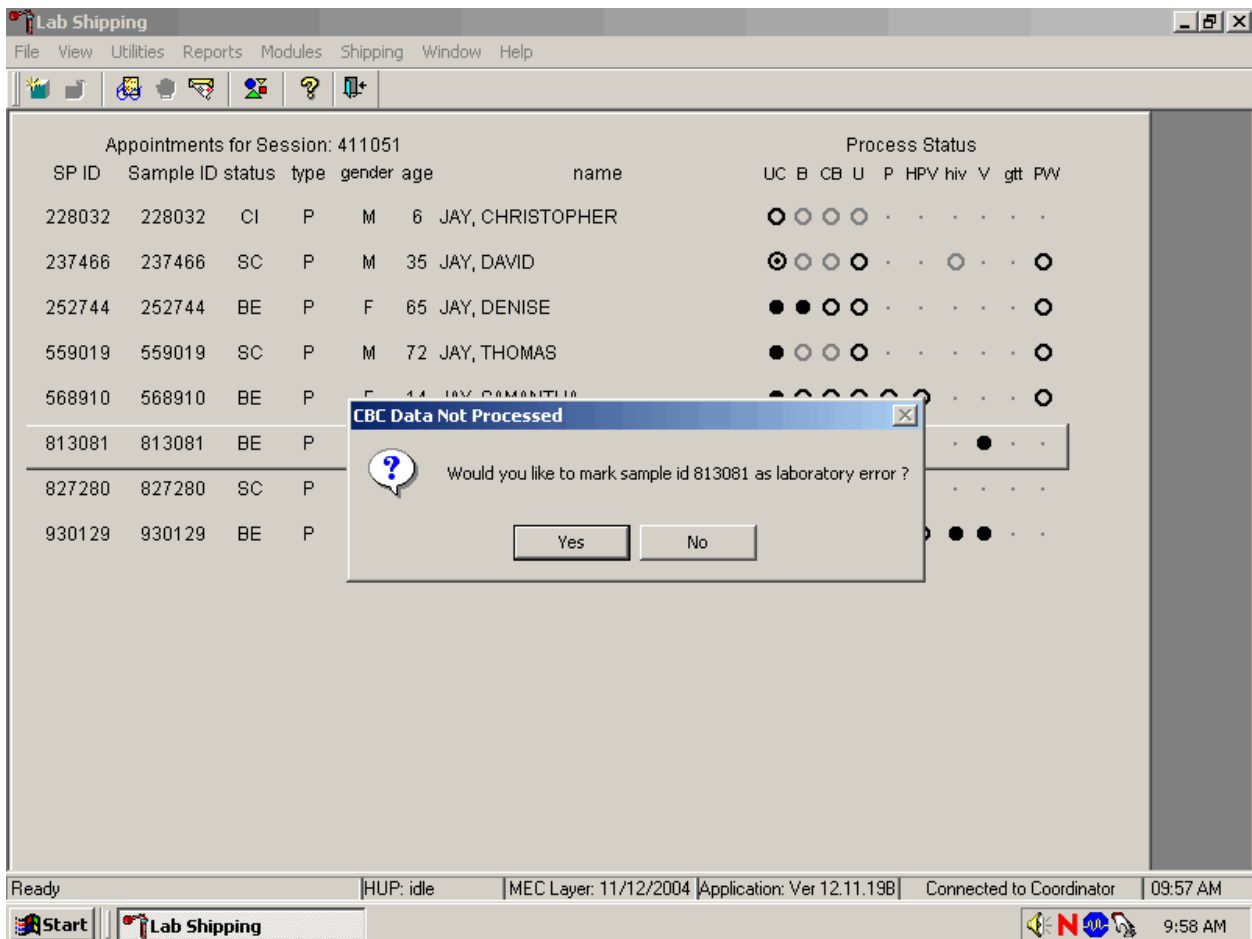 Lab Shipping
File View Utilities Reports Modules Shipping Window Help
Appointments for Session: 411051 Process Status
SP ID Sample ID status type gender age name UC B CB U P HPV hiv V gtt PW
228032 228032 CI P M 6 JAY, CHRISTOPHER
237466 237466 SC P M 35 JAY, DAVID
252744 252744 BE P F 65 JAY, DENISE
559019 559019 SC P M 72 JAY, THOMAS
568910 568910 BE P F 14 JAY, SAMANTHA
CBC Data Not Processed
813081 813081 BE P
Would you like to mark sample id 813081 as laboratory error ?
827280 827280 SC P
Yes No
930129 930129 BE P
Ready HUP: idle MEC Layer: 11/12/2004 Application: Ver 12.11.19B Connected to Coordinator 09:57 AM
Start Lab Shipping N 9:58 AM